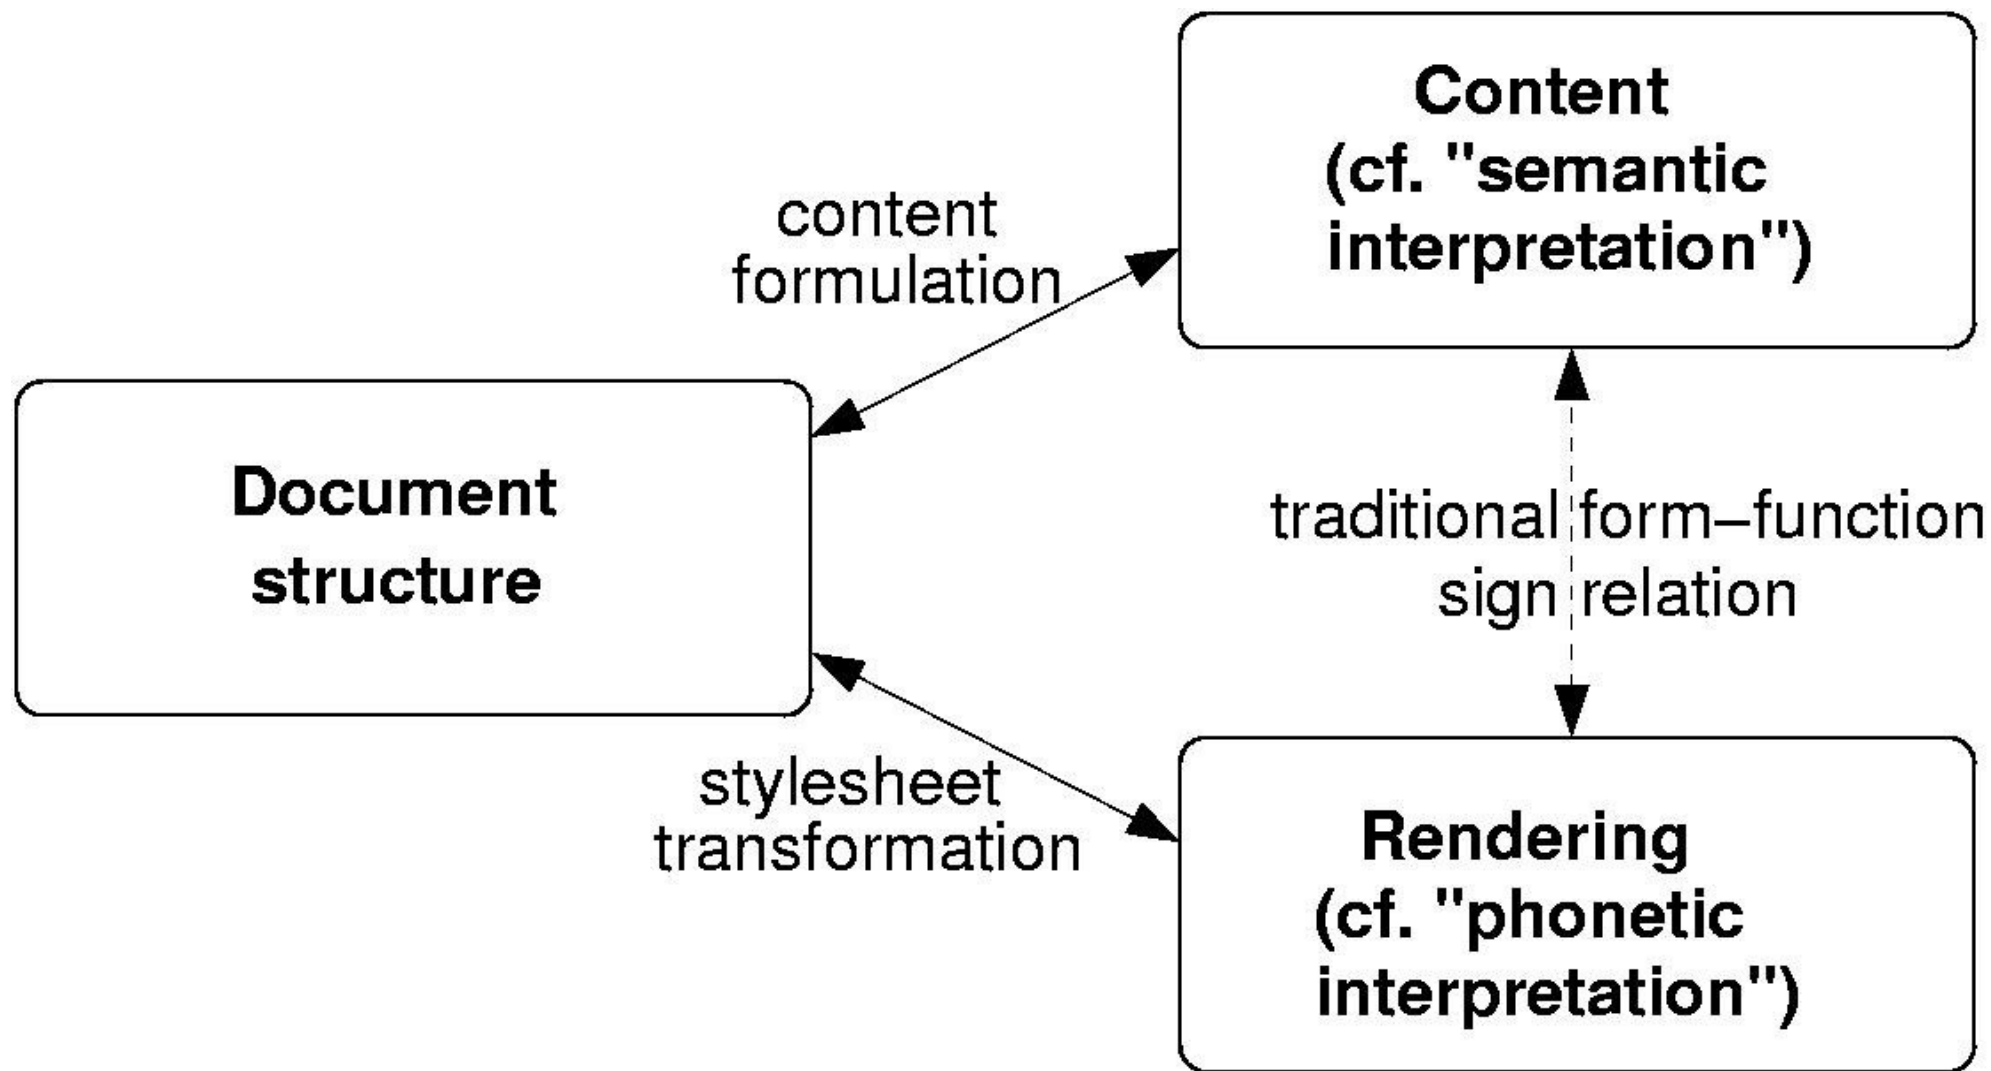 Content
(cf. "semantic
interpretation")
content
formulation
Document
structure
traditional form–function
sign relation
stylesheet
transformation
Rendering
(cf. "phonetic
interpretation")